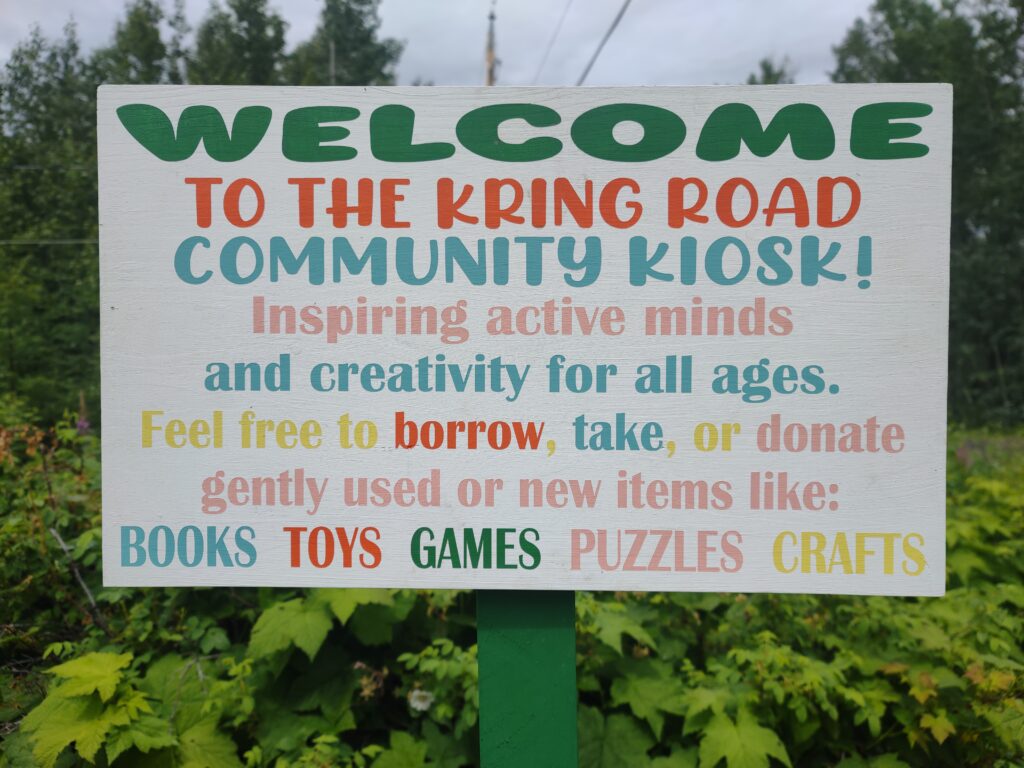 WELCOME
TO THE KRING ROAD
COMMUNITY KIOSK!
Inspiring active minds
and creativity for all ages.
Feel free to borrow, take, or donate
gently used or new items like:
BOOKS TOYS GAMES PUZZLES CRAFTS